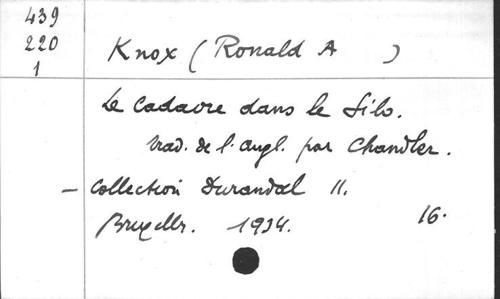 439
220
1
Knox (Ronald A )
Le Cadavre dans le Silo.
trad. de l'angl. par Chandler.
- Collection Durandal II.
Bruxelles. 1934. 16.